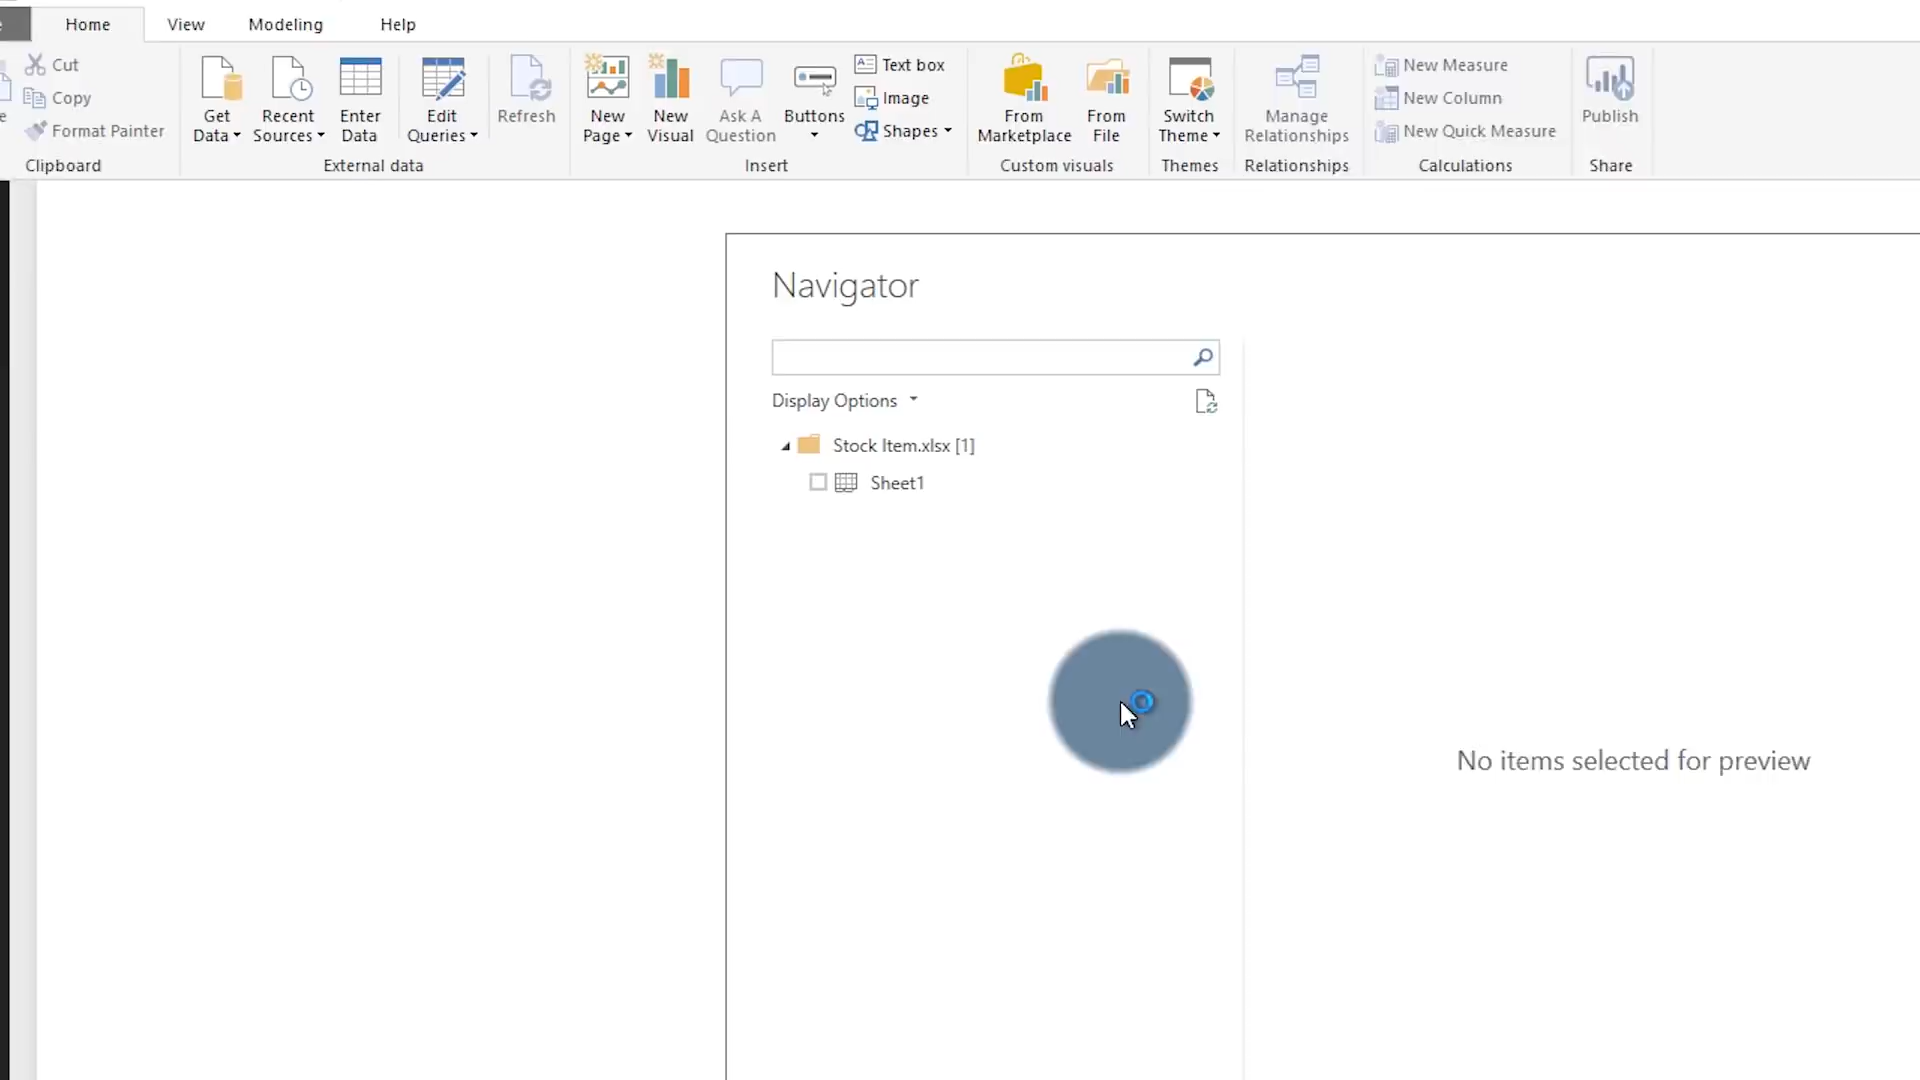 Home View Modeling Help
Cut
Copy
Format Painter
Clipboard
Get Data
Recent Sources
Enter Data
Edit Queries
Refresh
External data
New Page
New Visual
Ask A Question
Buttons
Text box
Image
Shapes
Insert
From Marketplace
From File
Custom visuals
Switch Theme
Themes
Manage Relationships
Relationships
New Measure
New Column
New Quick Measure
Calculations
Publish
Share
Navigator
Display Options
Stock Item.xlsx [1]
Sheet1
No items selected for preview